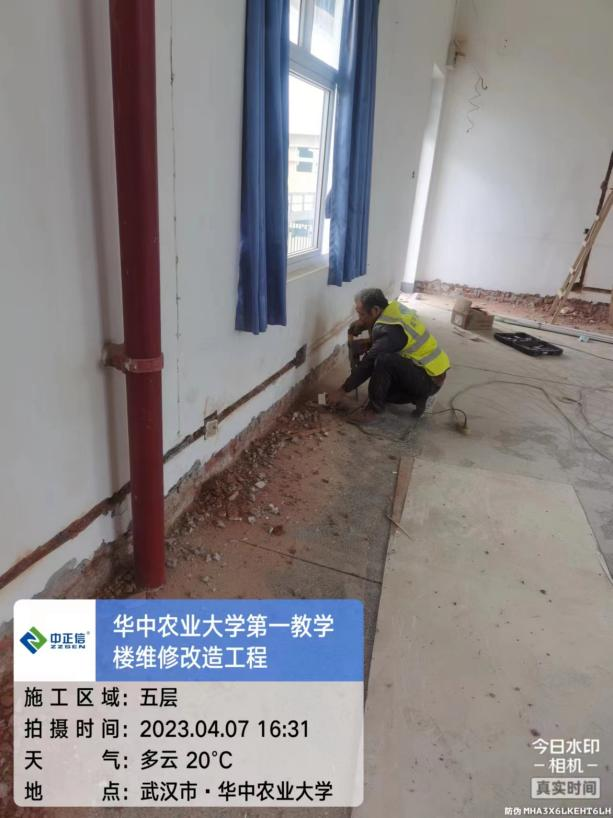 中正信®
ZZSEN
华中农业大学第一教学
楼维修改造工程
施工区域：五层
拍摄时间：2023.04.07 16:31
天气：多云 20°C
地点：武汉市·华中农业大学
今日水印
相机
真实时间
防伪 MHA3X6LKEHT6LH